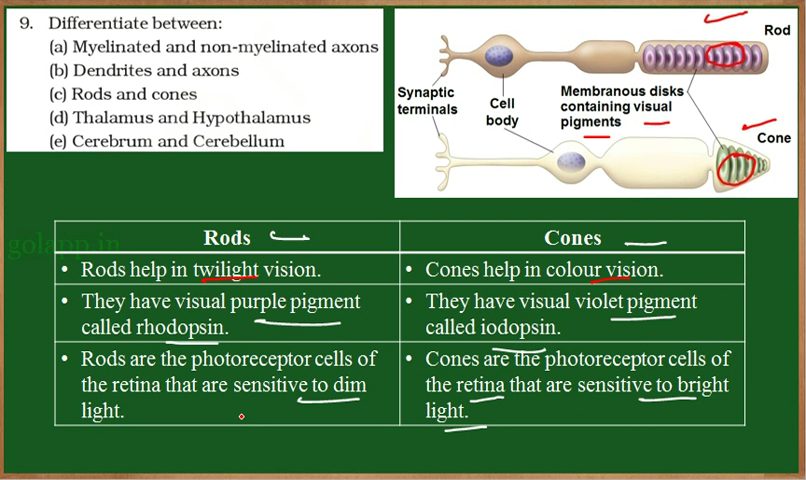 9. Differentiate between:
(a) Myelinated and non-myelinated axons
(b) Dendrites and axons
(c) Rods and cones
(d) Thalamus and Hypothalamus
(e) Cerebrum and Cerebellum
Rod
Synaptic
terminals
Cell
body
Membranous disks
containing visual
pigments
Cone
golapp.in
Rods
Cones
• Rods help in twilight vision.
• Cones help in colour vision.
• They have visual purple pigment
called rhodopsin.
• They have visual violet pigment
called iodopsin.
• Rods are the photoreceptor cells of
the retina that are sensitive to dim
light.
• Cones are the photoreceptor cells of
the retina that are sensitive to bright
light.